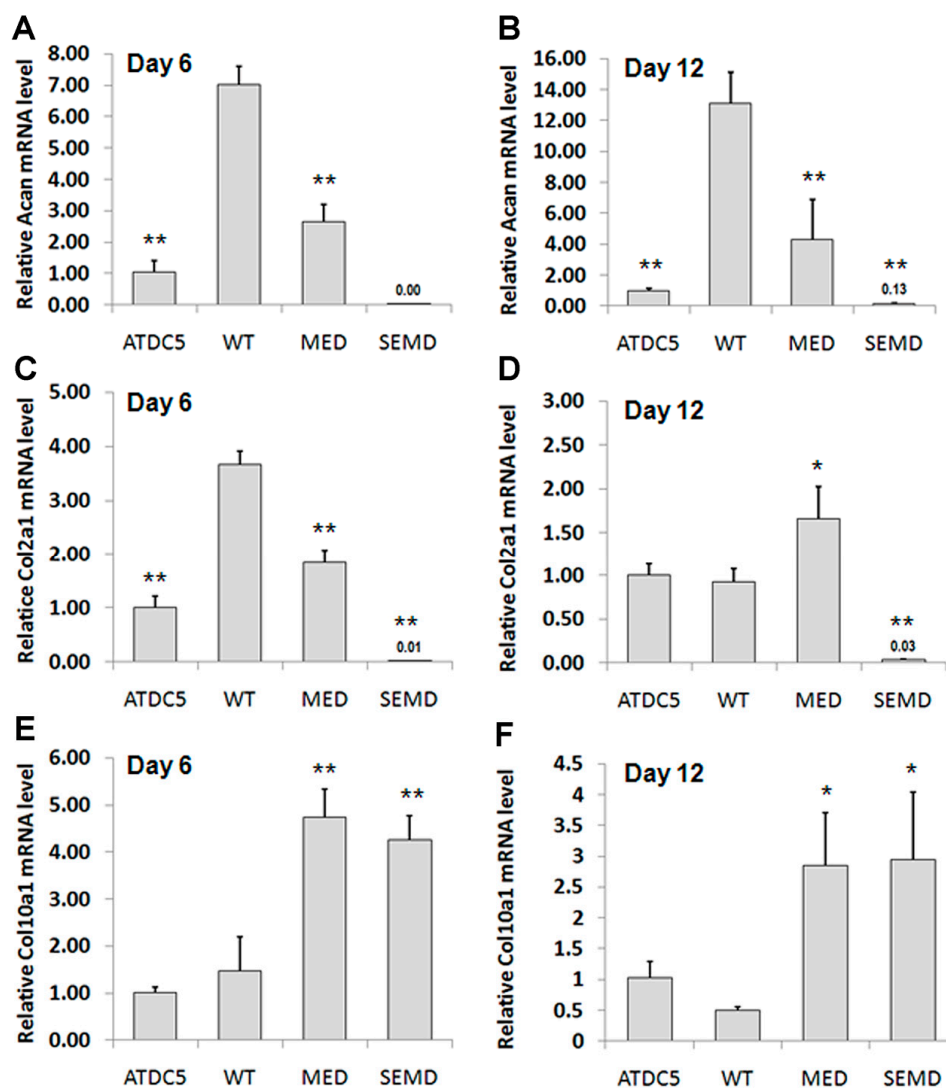 A
Day 6
Relative Acan mRNA level
8.00
7.00
6.00
5.00
4.00
3.00
2.00
1.00
0.00
**
**
0.00
ATDC5 WT MED SEMD
B
Day 12
Relative Acan mRNA level
16.00
14.00
12.00
10.00
8.00
6.00
4.00
2.00
0.00
**
**
**
0.13
ATDC5 WT MED SEMD
C
Day 6
Relatice Col2a1 mRNA level
5.00
4.00
3.00
2.00
1.00
0.00
**
**
**
0.01
ATDC5 WT MED SEMD
D
Day 12
Relative Col2a1 mRNA level
3.00
2.50
2.00
1.50
1.00
0.50
0.00
*
**
0.03
ATDC5 WT MED SEMD
E
Day 6
Relative Col10a1 mRNA level
6.00
5.00
4.00
3.00
2.00
1.00
0.00
**
**
ATDC5 WT MED SEMD
F
Day 12
Relative Col10a1 mRNA level
4.5
4
3.5
3
2.5
2
1.5
1
0.5
0
*
*
ATDC5 WT MED SEMD